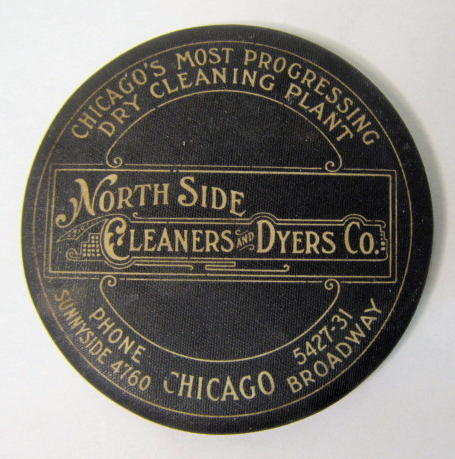 CHICAGO'S MOST PROGRESSING
DRY CLEANING PLANT
NORTH SIDE
CLEANERS AND DYERS CO.
PHONE
SUNNYSIDE 4760
CHICAGO
5427-31
BROADWAY